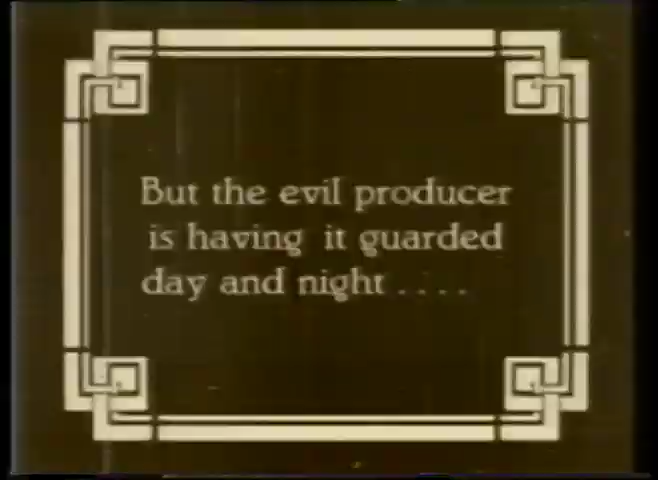 But the evil producer
is having it guarded
day and night . . . .